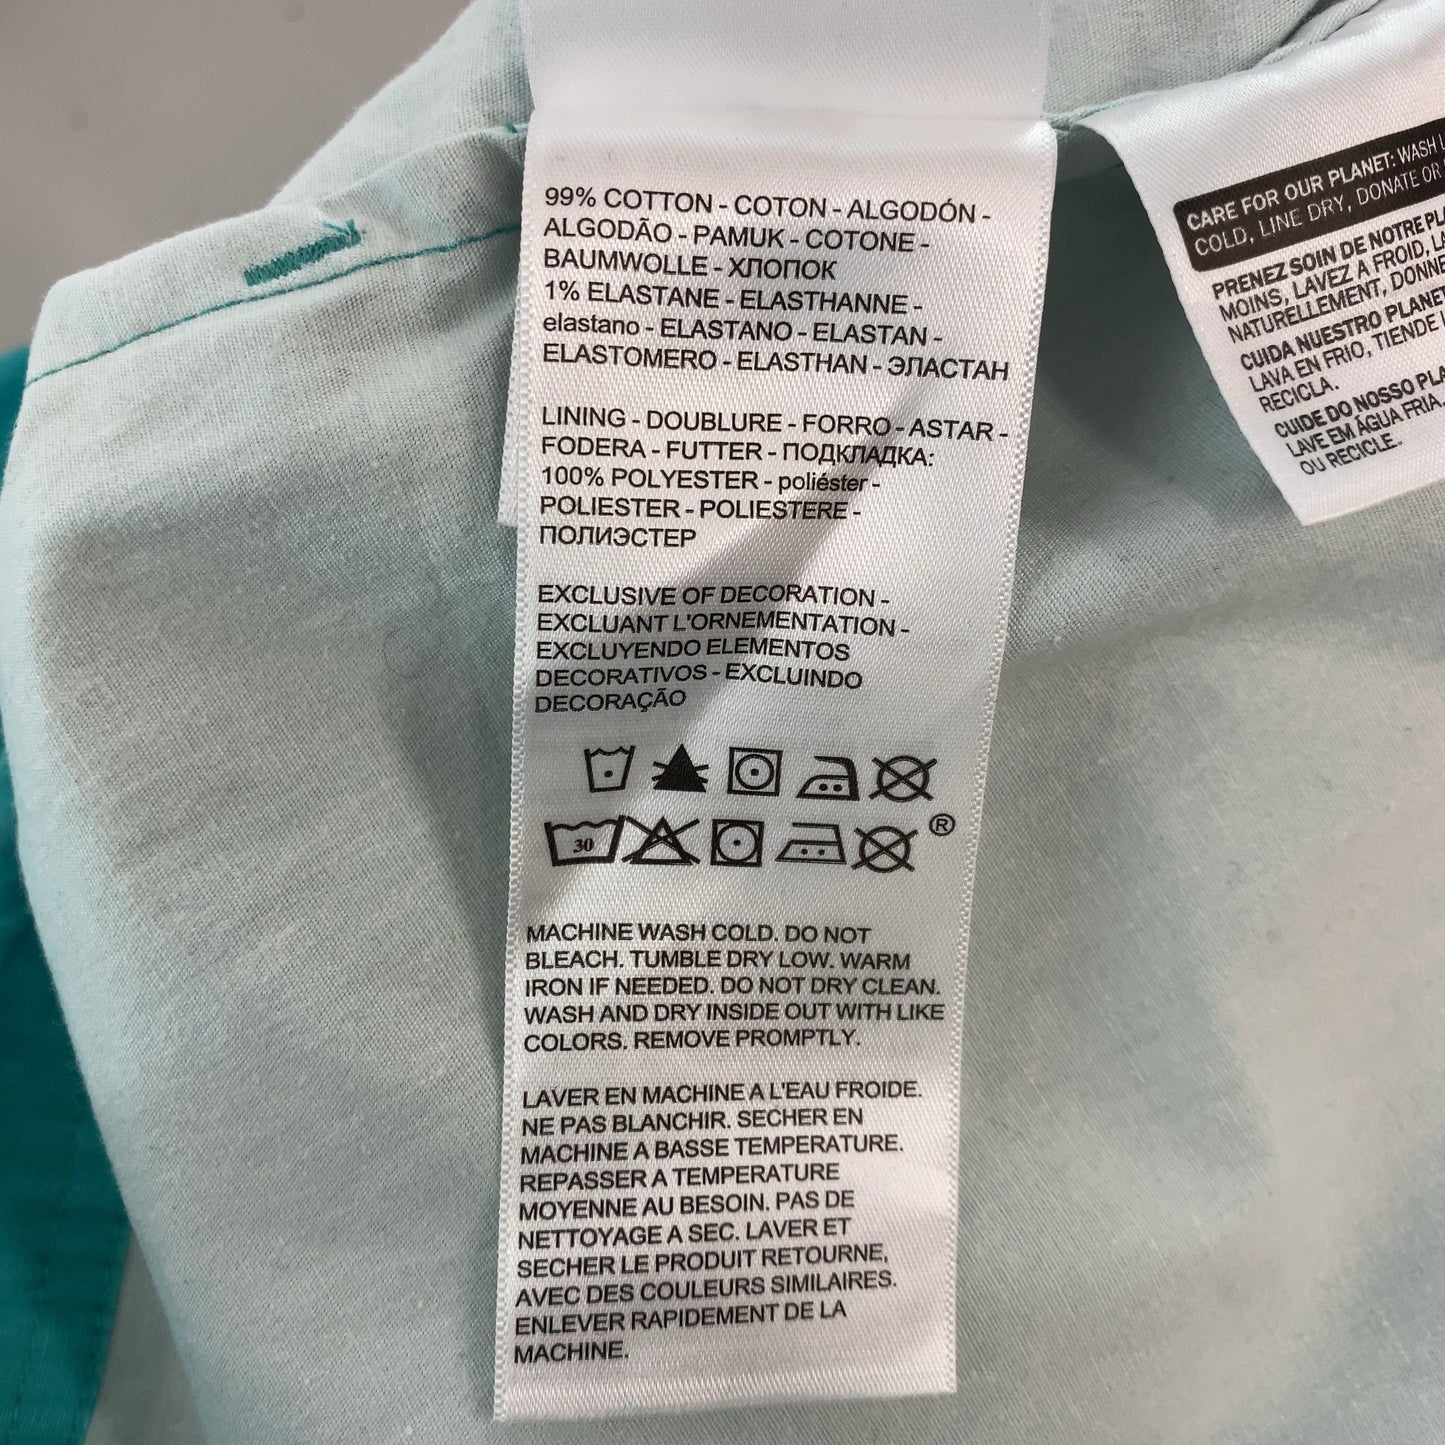 99% COTTON - COTON - ALGODÓN -
ALGODÃO - PAMUK - COTONE -
BAUMWOLLE - ХЛОПОК
1% ELASTANE - ELASTHANNE -
elastano - ELASTANO - ELASTAN -
ELASTOMERO - ELASTHAN - ЭЛАСТАН
LINING - DOUBLURE - FORRO - ASTAR -
FODERA - FUTTER - ПОДКЛАДКА:
100% POLYESTER - poliéster -
POLIESTER - POLIESTERE -
ПОЛИЭСТЕР
EXCLUSIVE OF DECORATION -
EXCLUANT L'ORNEMENTATION -
EXCLUYENDO ELEMENTOS
DECORATIVOS - EXCLUINDO
DECORAÇÃO
30
®
MACHINE WASH COLD. DO NOT
BLEACH. TUMBLE DRY LOW. WARM
IRON IF NEEDED. DO NOT DRY CLEAN.
WASH AND DRY INSIDE OUT WITH LIKE
COLORS. REMOVE PROMPTLY.
LAVER EN MACHINE A L'EAU FROIDE.
NE PAS BLANCHIR. SECHER EN
MACHINE A BASSE TEMPERATURE.
REPASSER A TEMPERATURE
MOYENNE AU BESOIN. PAS DE
NETTOYAGE A SEC. LAVER ET
SECHER LE PRODUIT RETOURNE,
AVEC DES COULEURS SIMILAIRES.
ENLEVER RAPIDEMENT DE LA
MACHINE.
CARE FOR OUR PLANET: WASH
COLD, LINE DRY, DONATE OR
PRENEZ SOIN DE NOTRE
MOINS, LAVEZ A FROID,
NATURELLEMENT, DONNE
CUIDA NUESTRO PLANET
LAVA EN FRIO, TIENDE
RECICLA.
CUIDE DO NOSSO
LAVE EM ÁGUA FRIA,
OU RECICLE.